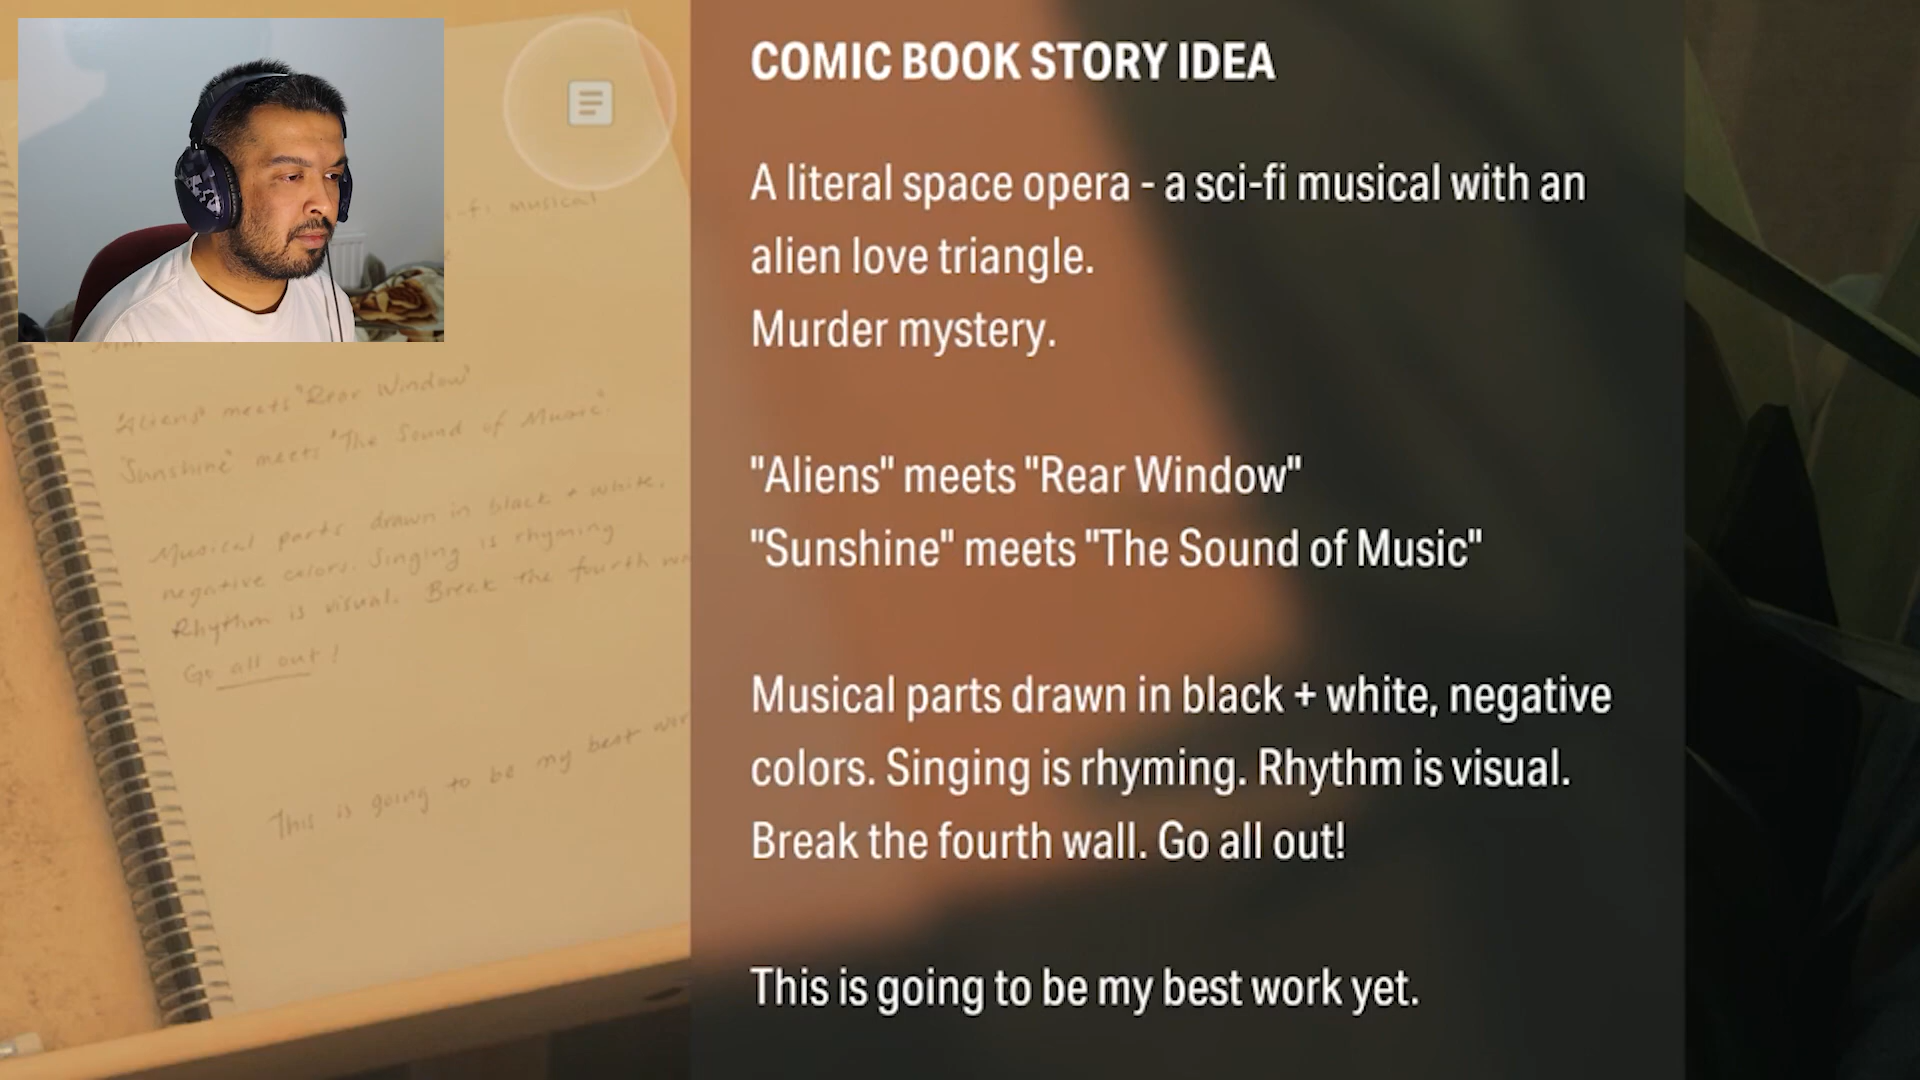 COMIC BOOK STORY IDEA
A literal space opera - a sci-fi musical with an
alien love triangle.
Murder mystery.
"Aliens" meets "Rear Window"
"Sunshine" meets "The Sound of Music"
Musical parts drawn in black + white, negative
colors. Singing is rhyming. Rhythm is visual.
Break the fourth wall. Go all out!
This is going to be my best work yet.
-fi musical
"Aliens" meets "Rear Window"
"Sunshine" meets "The Sound of Music".
Musical parts drawn in black + white,
negative colors. Singing is rhyming
Rhythm is visual. Break the fourth
Go all out!
This is going to be my best